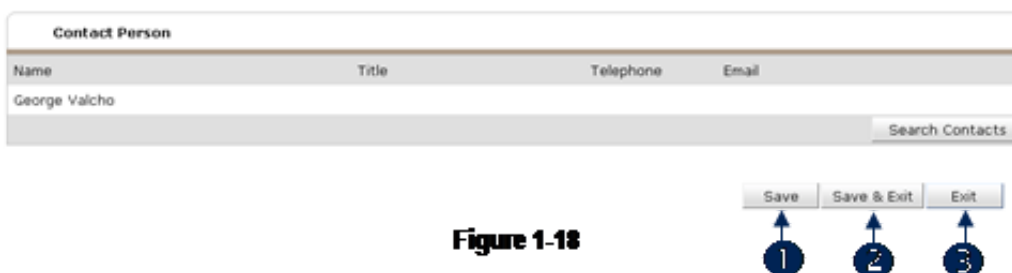 Contact Person
Name Title Telephone Email
George Valcho
Search Contacts
Save Save & Exit Exit
Figure 1-18
1 2 3